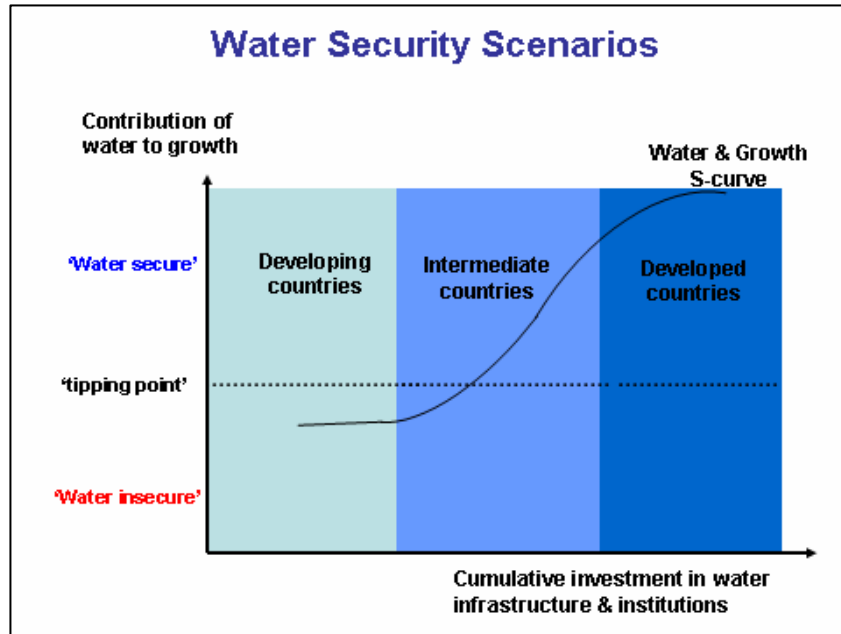 Water Security Scenarios
Contribution of
water to growth
Water & Growth
S-curve
'Water secure'
Developing
countries
Intermediate
countries
Developed
countries
'tipping point'
'Water insecure'
Cumulative investment in water
infrastructure & institutions